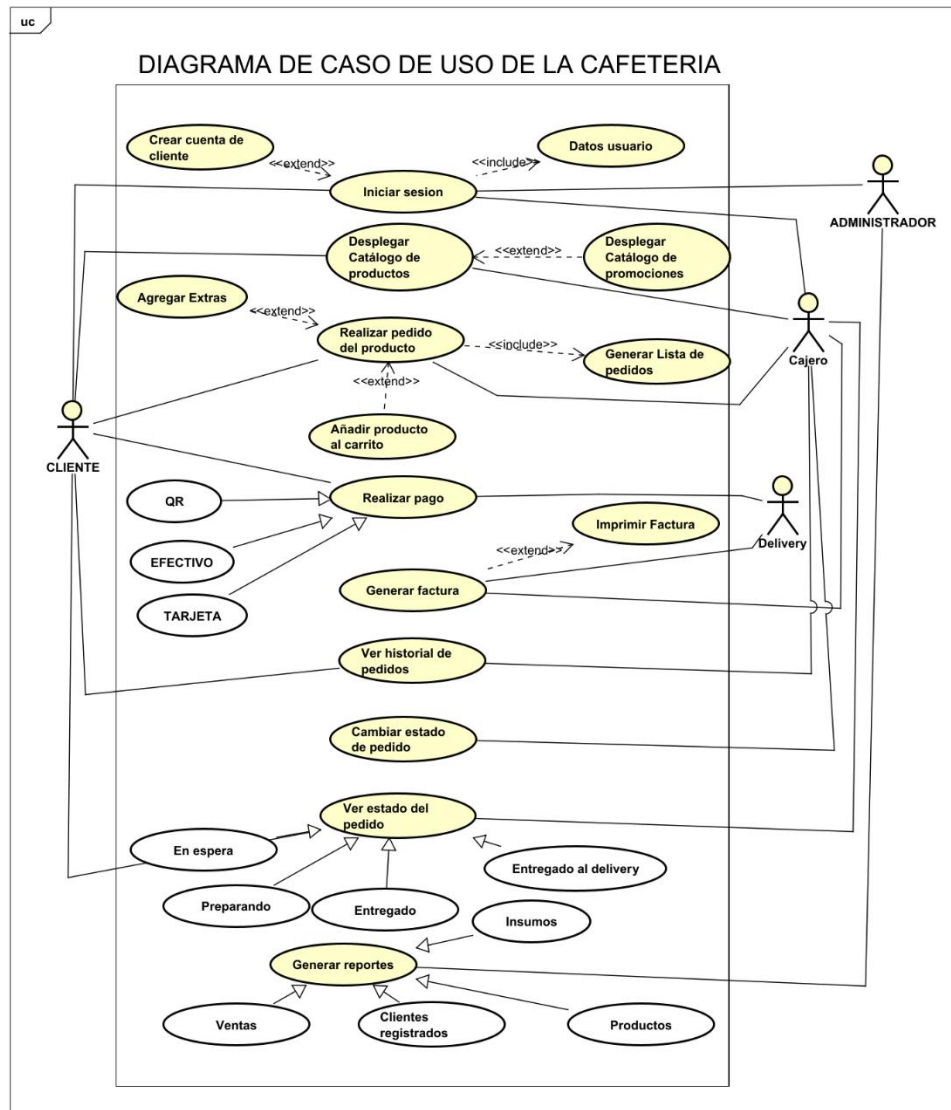 uc
DIAGRAMA DE CASO DE USO DE LA CAFETERIA
Crear cuenta de
cliente
<<extend>>
<<include>>
Datos usuario
Iniciar sesion
ADMINISTRADOR
Desplegar
Catálogo de
productos
<<extend>>
Desplegar
Catálogo de
promociones
Agregar Extras
<<extend>>
Realizar pedido
del producto
<<include>>
Generar Lista de
pedidos
Cajero
<<extend>>
Añadir producto
al carrito
CLIENTE
QR
Realizar pago
Imprimir Factura
Delivery
<<extend>>
EFECTIVO
Generar factura
TARJETA
Ver historial de
pedidos
Cambiar estado
de pedido
Ver estado del
pedido
En espera
Entregado al delivery
Preparando
Entregado
Insumos
Generar reportes
Ventas
Clientes
registrados
Productos